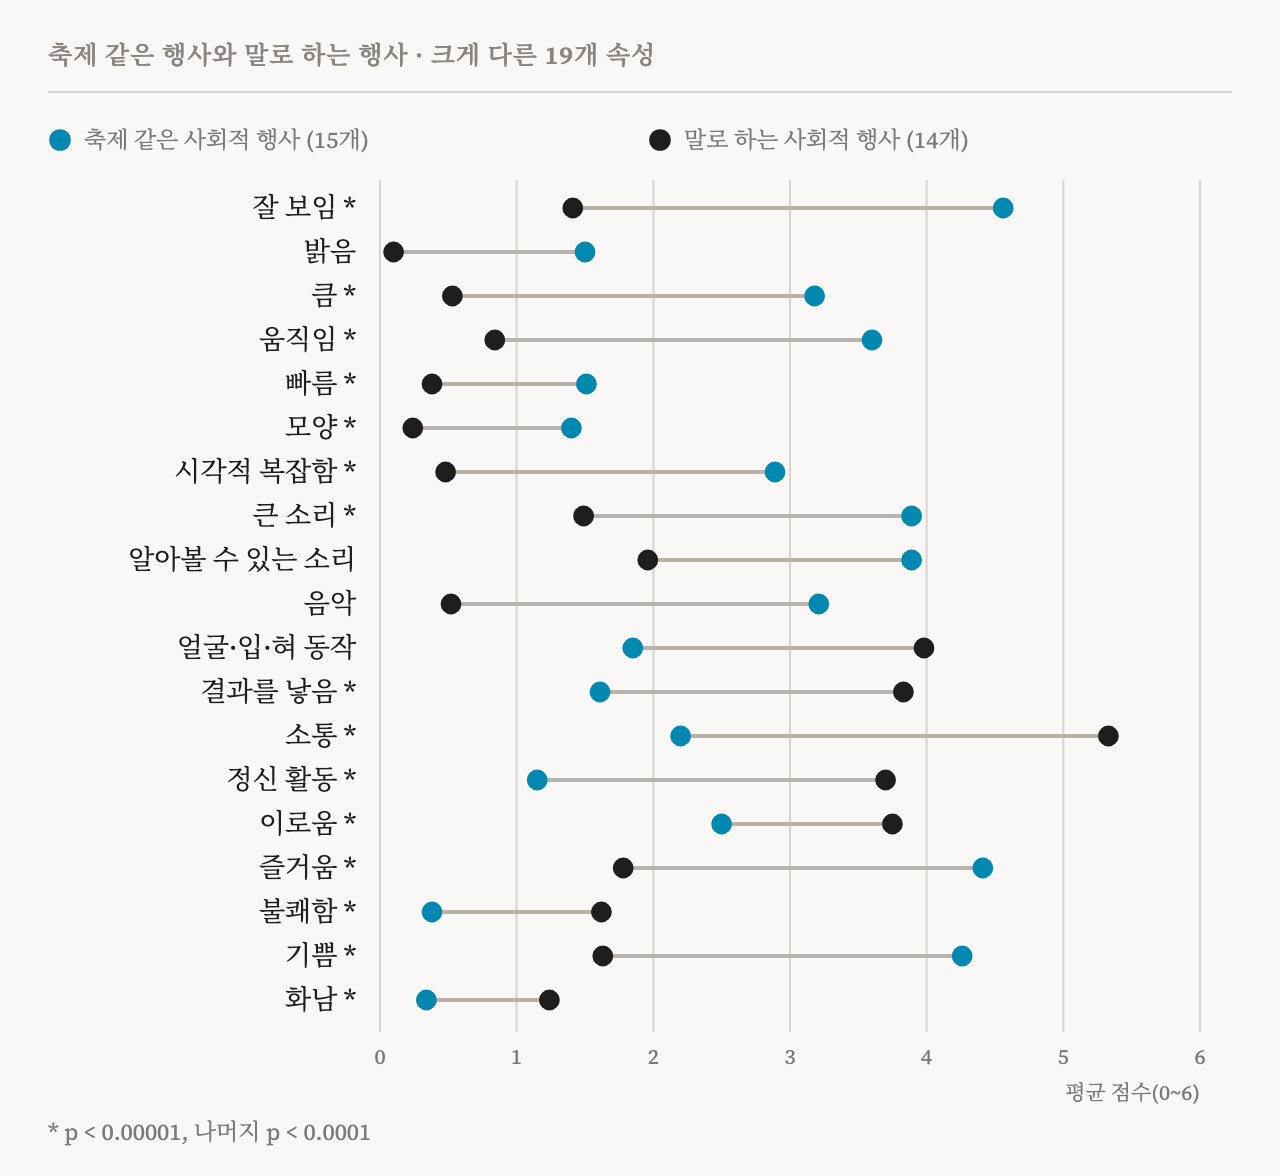 축제 같은 행사와 말로 하는 행사 · 크게 다른 19개 속성
축제 같은 사회적 행사 (15개)
말로 하는 사회적 행사 (14개)
잘 보임 *
밝음
큼 *
움직임 *
빠름 *
모양 *
시각적 복잡함 *
큰 소리 *
알아볼 수 있는 소리
음악
얼굴·입·혀 동작
결과를 낳음 *
소통 *
정신 활동 *
이로움 *
즐거움 *
불쾌함 *
기쁨 *
화남 *
0 1 2 3 4 5 6
평균 점수(0~6)
* p < 0.00001, 나머지 p < 0.0001